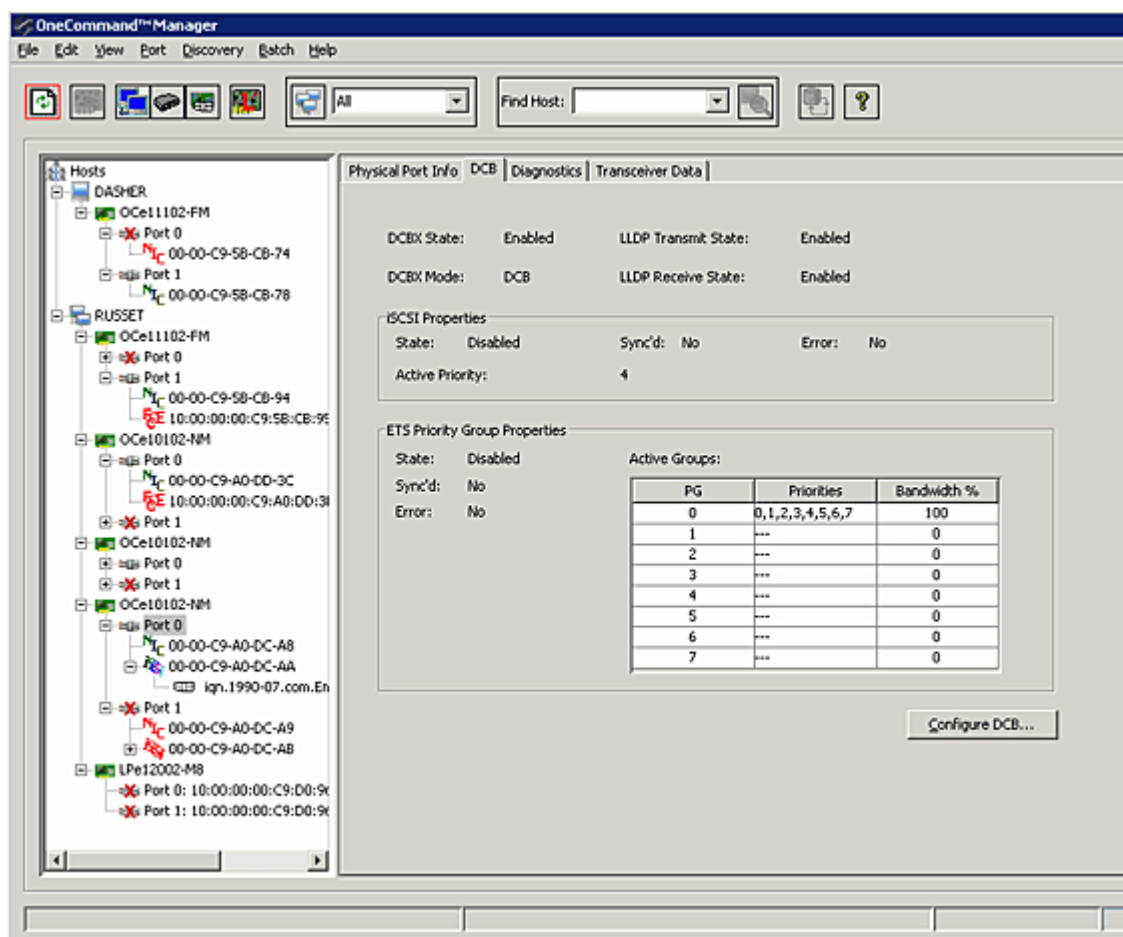 OneCommand™Manager
File Edit View Port Discovery Batch Help
All
Find Host:
Hosts
DASHER
OCe11102-FM
Port 0
NIC 00-00-C9-5B-CB-74
Port 1
NIC 00-00-C9-5B-CB-78
RUSSET
OCe11102-FM
Port 0
Port 1
NIC 00-00-C9-5B-CB-94
FCoE 10:00:00:00:C9:5B:CB:95
OCe10102-NM
Port 0
NIC 00-00-C9-A0-DD-3C
FCoE 10:00:00:00:C9:A0:DD:3
Port 1
OCe10102-NM
Port 0
Port 1
OCe10102-NM
Port 0
NIC 00-00-C9-A0-DC-A8
00-00-C9-A0-DC-AA
iqn.1990-07.com.En
Port 1
NIC 00-00-C9-A0-DC-A9
00-00-C9-A0-DC-AB
LPe12002-M8
Port 0: 10:00:00:00:C9:D0:9
Port 1: 10:00:00:00:C9:D0:9
Physical Port Info DCB Diagnostics Transceiver Data
DCBX State: Enabled LLDP Transmit State: Enabled
DCBX Mode: DCB LLDP Receive State: Enabled
iSCSI Properties
State: Disabled Sync'd: No Error: No
Active Priority: 4
ETS Priority Group Properties
State: Disabled Active Groups:
Sync'd: No
Error: No
PG Priorities Bandwidth %
0 0,1,2,3,4,5,6,7 100
1 --- 0
2 --- 0
3 --- 0
4 --- 0
5 --- 0
6 --- 0
7 --- 0
Configure DCB...